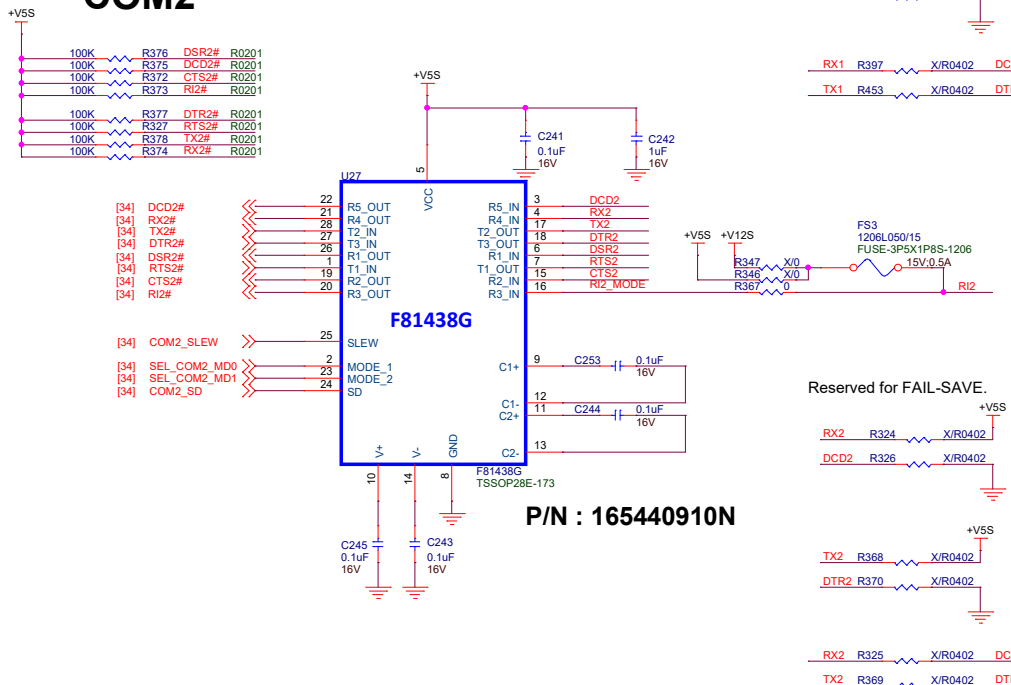 COM2
+V5S
100K R376 DSR2# R0201
100K R375 DCD2# R0201
100K R372 CTS2# R0201
100K R373 RI2# R0201
100K R377 DTR2# R0201
100K R327 RTS2# R0201
100K R378 TX2# R0201
100K R374 RX2# R0201
RX1 R397 X/R0402 DC
TX1 R453 X/R0402
+V5S
C241
0.1uF
16V
C242
1uF
16V
U27
5
VCC
[34] DCD2# 22 R5_OUT
[34] RX2# 21 R4_OUT
[34] TX2# 28 T2_IN
[34] DTR2# 27 T3_IN
[34] DSR2# 26 R1_OUT
[34] RTS2# 1 T1_IN
[34] CTS2# 19 R2_OUT
[34] RI2# 20 R3_OUT
R5_IN 3 DCD2
R4_IN 4 RX2
T2_OUT 17 TX2
T3_OUT 18 DTR2
R1_IN 6 DSR2
T1_OUT 7 RTS2
R2_IN 15 CTS2
R3_IN 16 RI2_MODE
+V5S +V12S
R347 X/0
R346 X/0
R367 0
FS3
1206L050/15
FUSE-3P5X1P8S-1206
15V;0.5A
RI2
F81438G
[34] COM2_SLEW 25 SLEW
[34] SEL_COM2_MD0 2 MODE_1
[34] SEL_COM2_MD1 23 MODE_2
[34] COM2_SD 24 SD
C1+ 9 C253 0.1uF
16V
C1- 12
C2+ 11 C244 0.1uF
16V
C2- 13
V+ V- GND
10 14 8
F81438G
TSSOP28E-173
P/N : 165440910N
C245
0.1uF
16V
C243
0.1uF
16V
Reserved for FAIL-SAVE.
+V5S
RX2 R324 X/R0402
DCD2 R326 X/R0402
+V5S
TX2 R368 X/R0402
DTR2 R370 X/R0402
RX2 R325 X/R0402 DC
TX2 R369 X/R0402